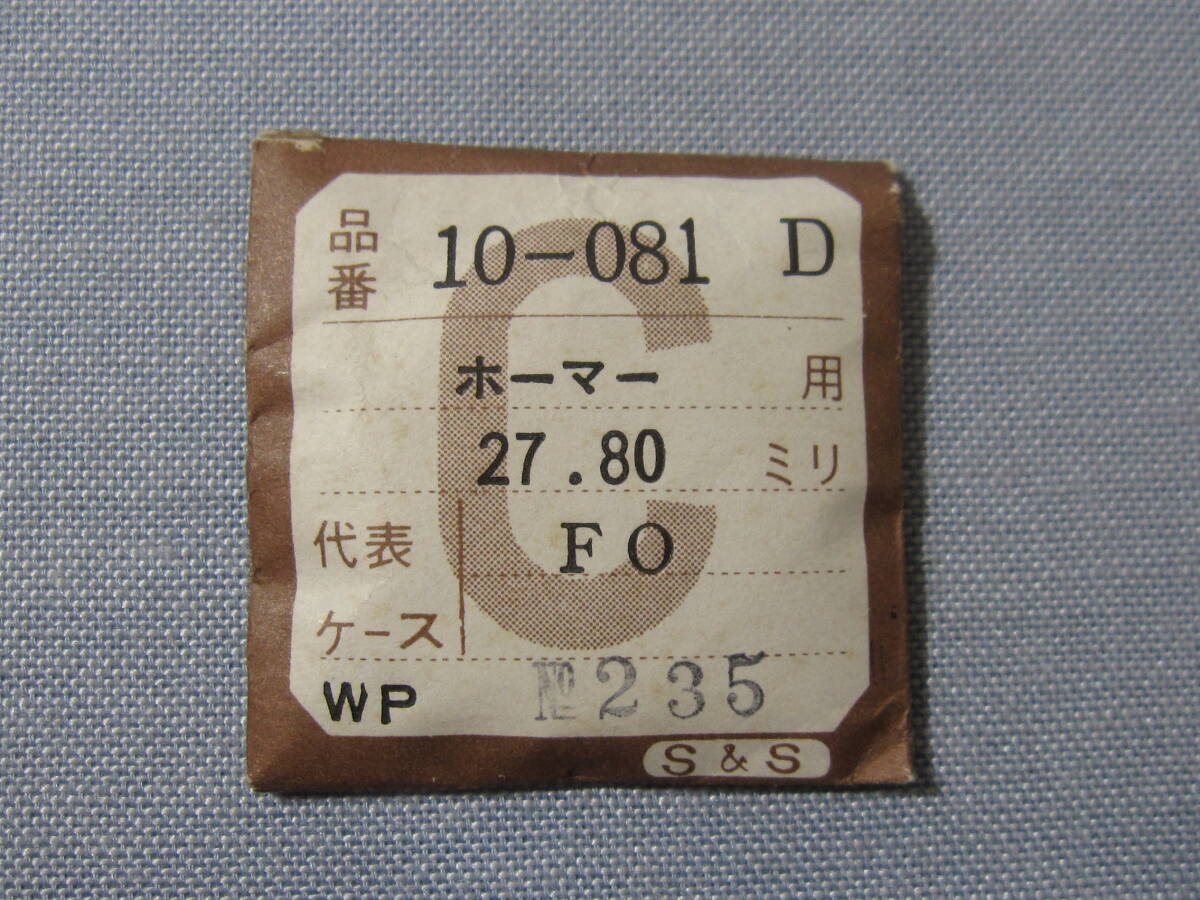 品番 10-081 D
ホーマー 用
27.80 ミリ
代表 FO
ケース
WP №235
S&S
C